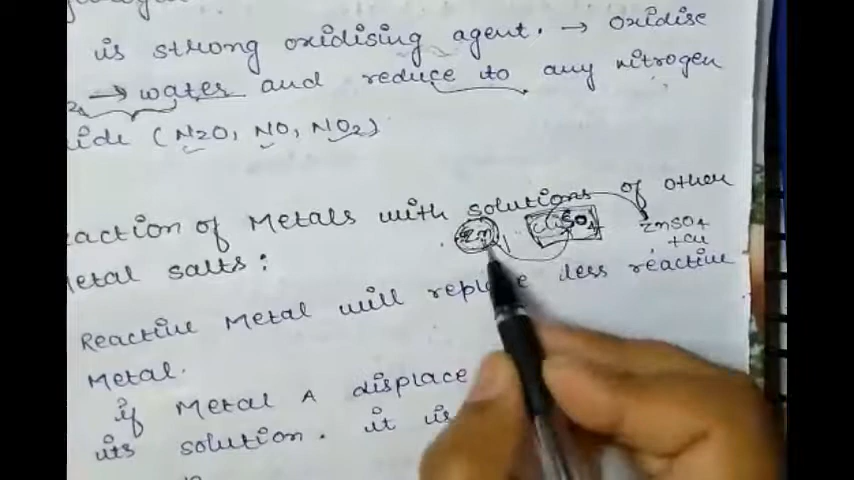 is strong oxidising agent. → oxidise
→ water and reduce to any nitrogen
ide (N2O, NO, NO2)
action of Metals with solutions of other
Zn CuSO4 ZnSO4
+Cu
etal salts:
Reactive Metal will replace less reactive
Metal.
if Metal A displace
its solution. it is